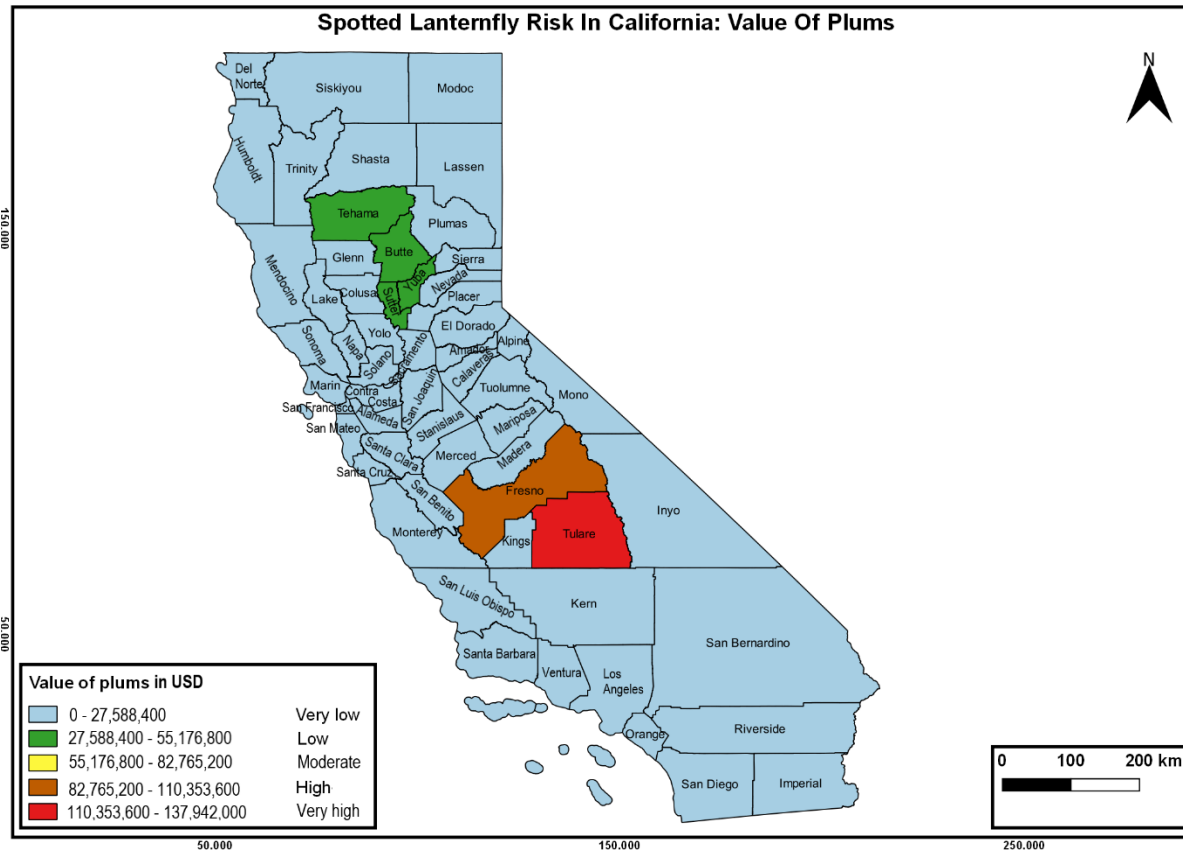 Spotted Lanternfly Risk In California: Value Of Plums
N
Del
Norte
Siskiyou
Modoc
Humboldt
Trinity
Shasta
Lassen
Tehama
Plumas
Butte
Glenn
Sierra
Mendocino
Lake
Colusa
Sutter
Yuba
Nevada
Placer
Yolo
El Dorado
Sonoma
Napa
Solano
Sacramento
Amador
Alpine
Calaveras
Marin
Contra
Costa
San Joaquin
Tuolumne
Mono
San Francisco
Alameda
San Mateo
Stanislaus
Mariposa
Santa Clara
Merced
Madera
Santa Cruz
San Benito
Fresno
Inyo
Monterey
Kings
Tulare
San Luis Obispo
Kern
San Bernardino
Santa Barbara
Ventura
Los
Angeles
Orange
Riverside
San Diego
Imperial
150.000
50.000
Value of plums in USD
0 - 27,588,400 Very low
27,588,400 - 55,176,800 Low
55,176,800 - 82,765,200 Moderate
82,765,200 - 110,353,600 High
110,353,600 - 137,942,000 Very high
0 100 200 km
50.000 150.000 250.000